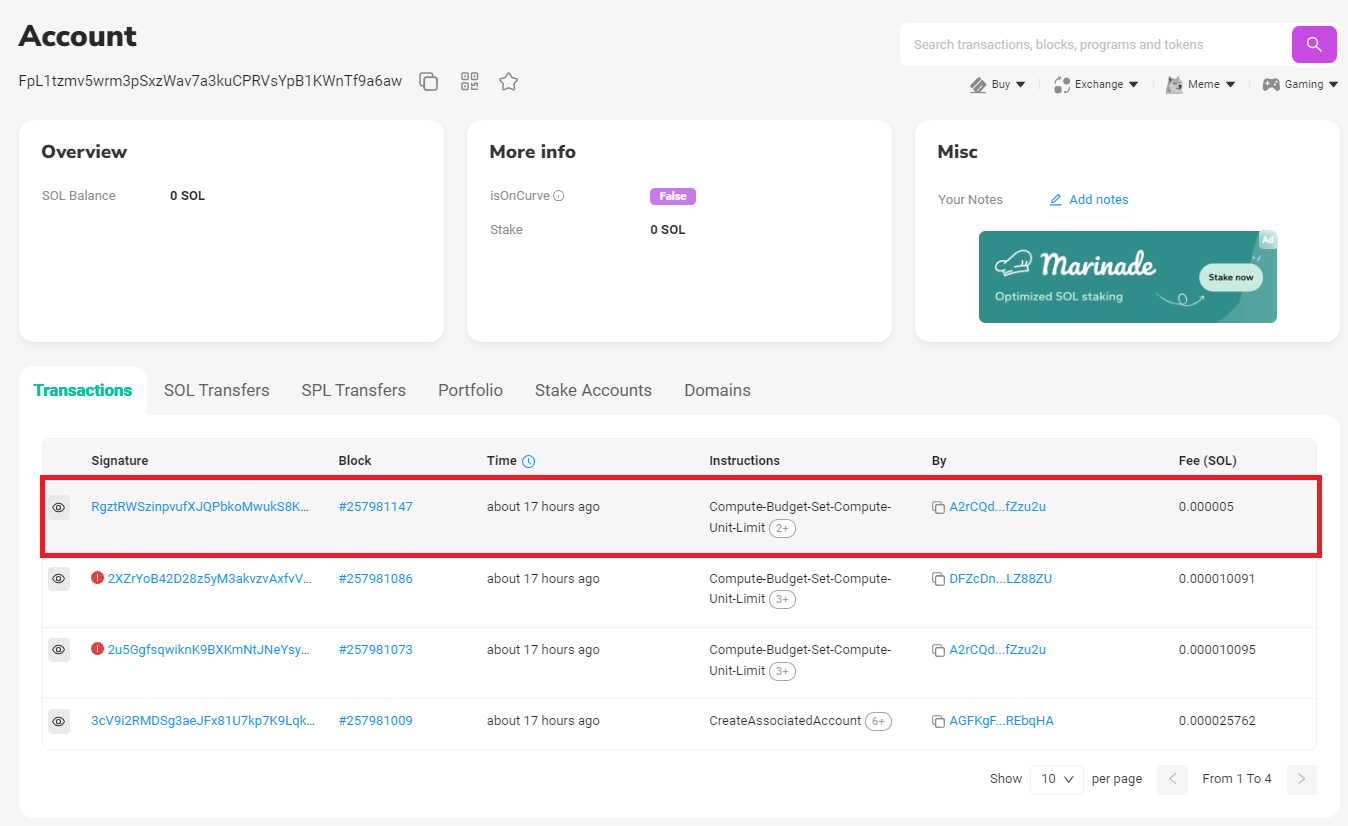 Account
Search transactions, blocks, programs and tokens
FpL1tzmv5wrm3pSxzWav7a3kuCPRVsYpB1KWnTf9a6aw
Buy Exchange Meme Gaming
Overview
SOL Balance 0 SOL
More info
isOnCurve False
Stake 0 SOL
Misc
Your Notes Add notes
Ad
Marinade
Optimized SOL staking
Stake now
Transactions SOL Transfers SPL Transfers Portfolio Stake Accounts Domains
Signature Block Time Instructions By Fee (SOL)
RgztRWSzinpvufXJQPbkoMwukS8K... #257981147 about 17 hours ago Compute-Budget-Set-Compute- A2rCQd...fZzu2u 0.000005
Unit-Limit 2+
2XZrYoB42D28z5yM3akvzvAxfvV... #257981086 about 17 hours ago Compute-Budget-Set-Compute- DFZcDn...LZ88ZU 0.000010091
Unit-Limit 3+
2u5GgfsqwiknK9BXKmNtJNeYsy... #257981073 about 17 hours ago Compute-Budget-Set-Compute- A2rCQd...fZzu2u 0.000010095
Unit-Limit 3+
3cV9i2RMDSg3aeJFx81U7kp7K9Lqk... #257981009 about 17 hours ago CreateAssociatedAccount 6+ AGFKgF...REbqHA 0.000025762
Show 10 per page From 1 To 4